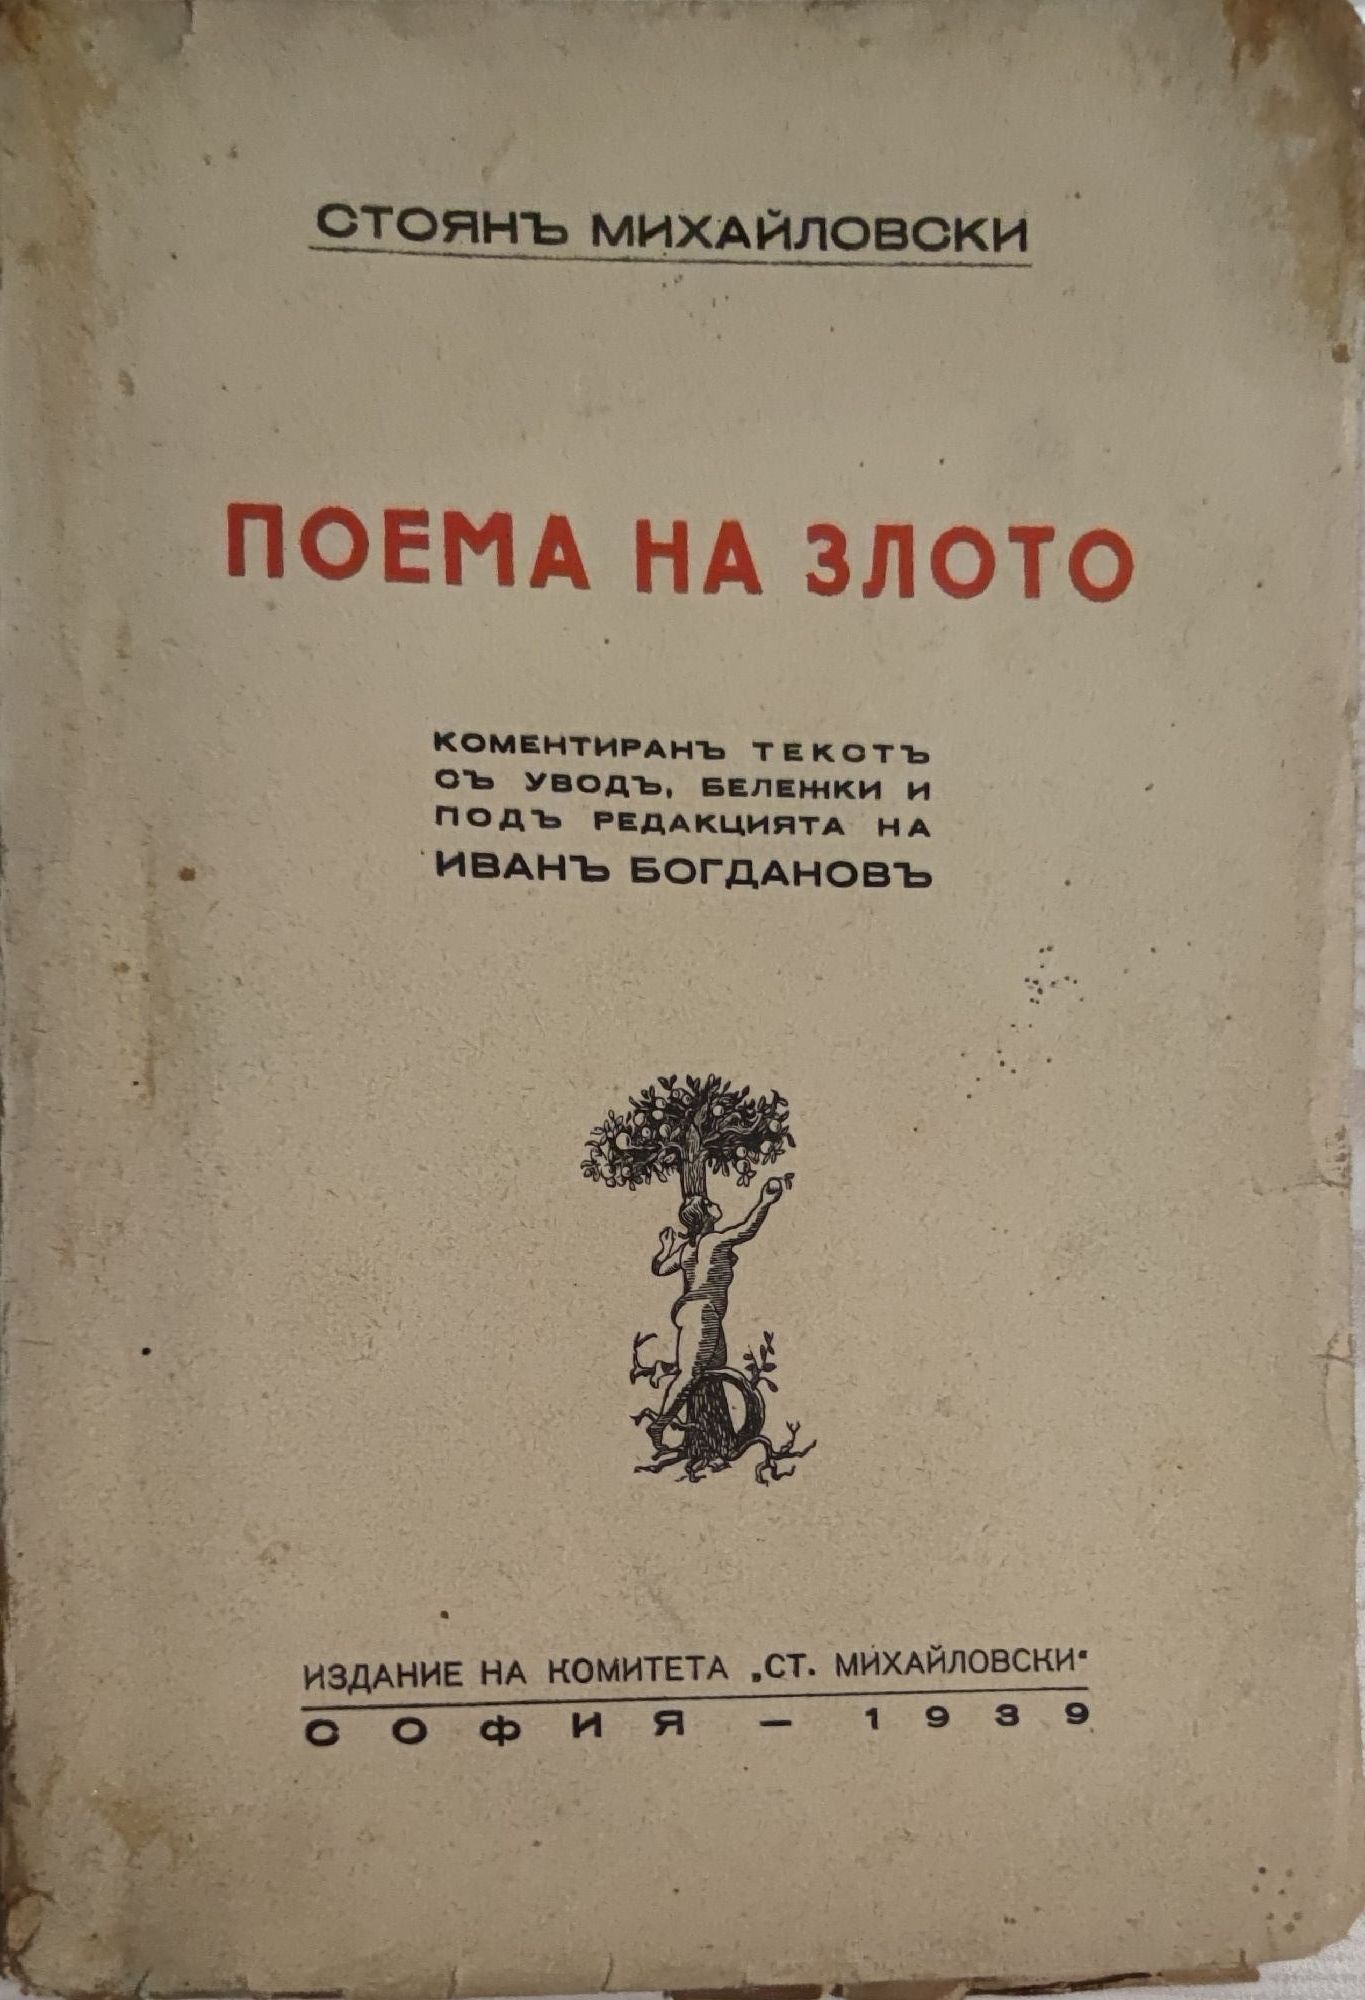 СТОЯНЪ МИХАЙЛОВСКИ
ПОЕМА НА ЗЛОТО
КОМЕНТИРАНЪ ТЕКСТЪ
СЪ УВОДЪ, БЕЛЕЖКИ И
ПОДЪ РЕДАКЦИЯТА НА
ИВАНЪ БОГДАНОВЪ
ИЗДАНИЕ НА КОМИТЕТА „СТ. МИХАЙЛОВСКИ“
СОФИЯ — 1939